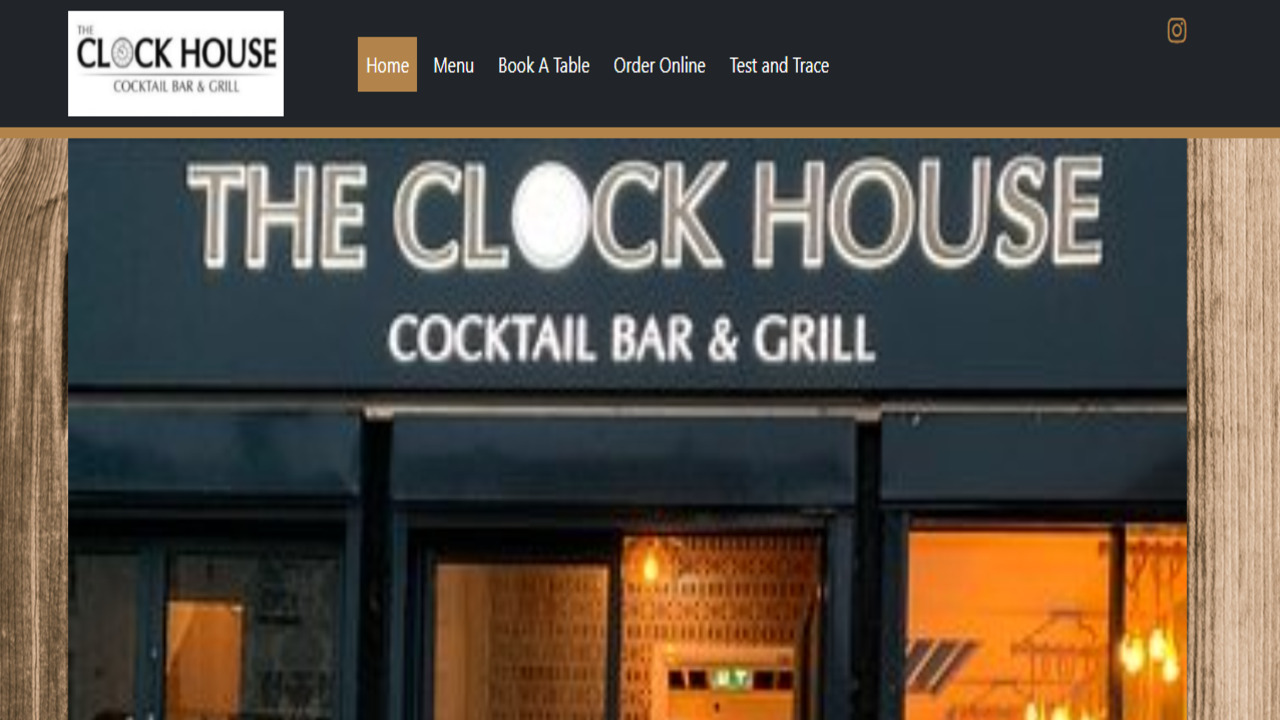 THE
CLOCK HOUSE
COCKTAIL BAR & GRILL
Home Menu Book A Table Order Online Test and Trace
THE CLOCK HOUSE
COCKTAIL BAR & GRILL